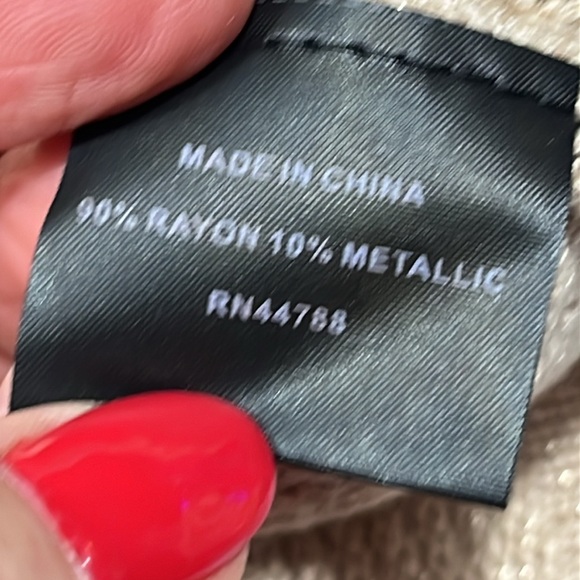 MADE IN CHINA
90% RAYON 10% METALLIC
RN44788